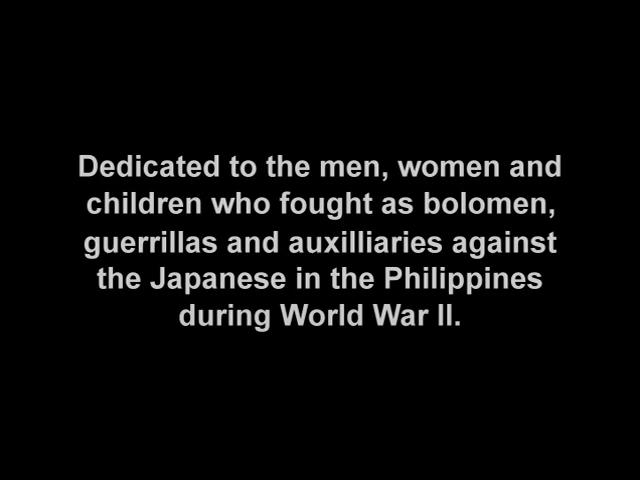 Dedicated to the men, women and
children who fought as bolomen,
guerrillas and auxilliaries against
the Japanese in the Philippines
during World War II.